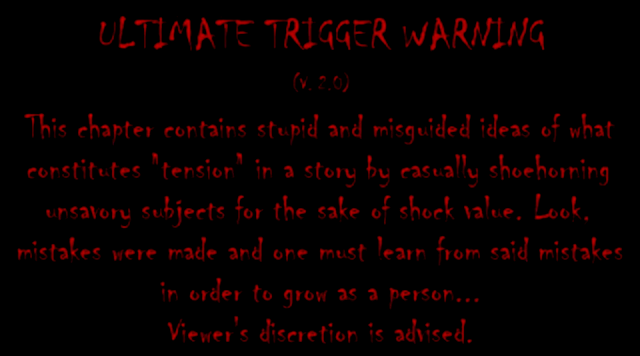 ULTIMATE TRIGGER WARNING
(v. 2.0)
This chapter contains stupid and misguided ideas of what
constitutes "tension" in a story by casually shoehorning
unsavory subjects for the sake of shock value. Look.
mistakes were made and one must learn from said mistakes
in order to grow as a person...
Viewer's discretion is advised.